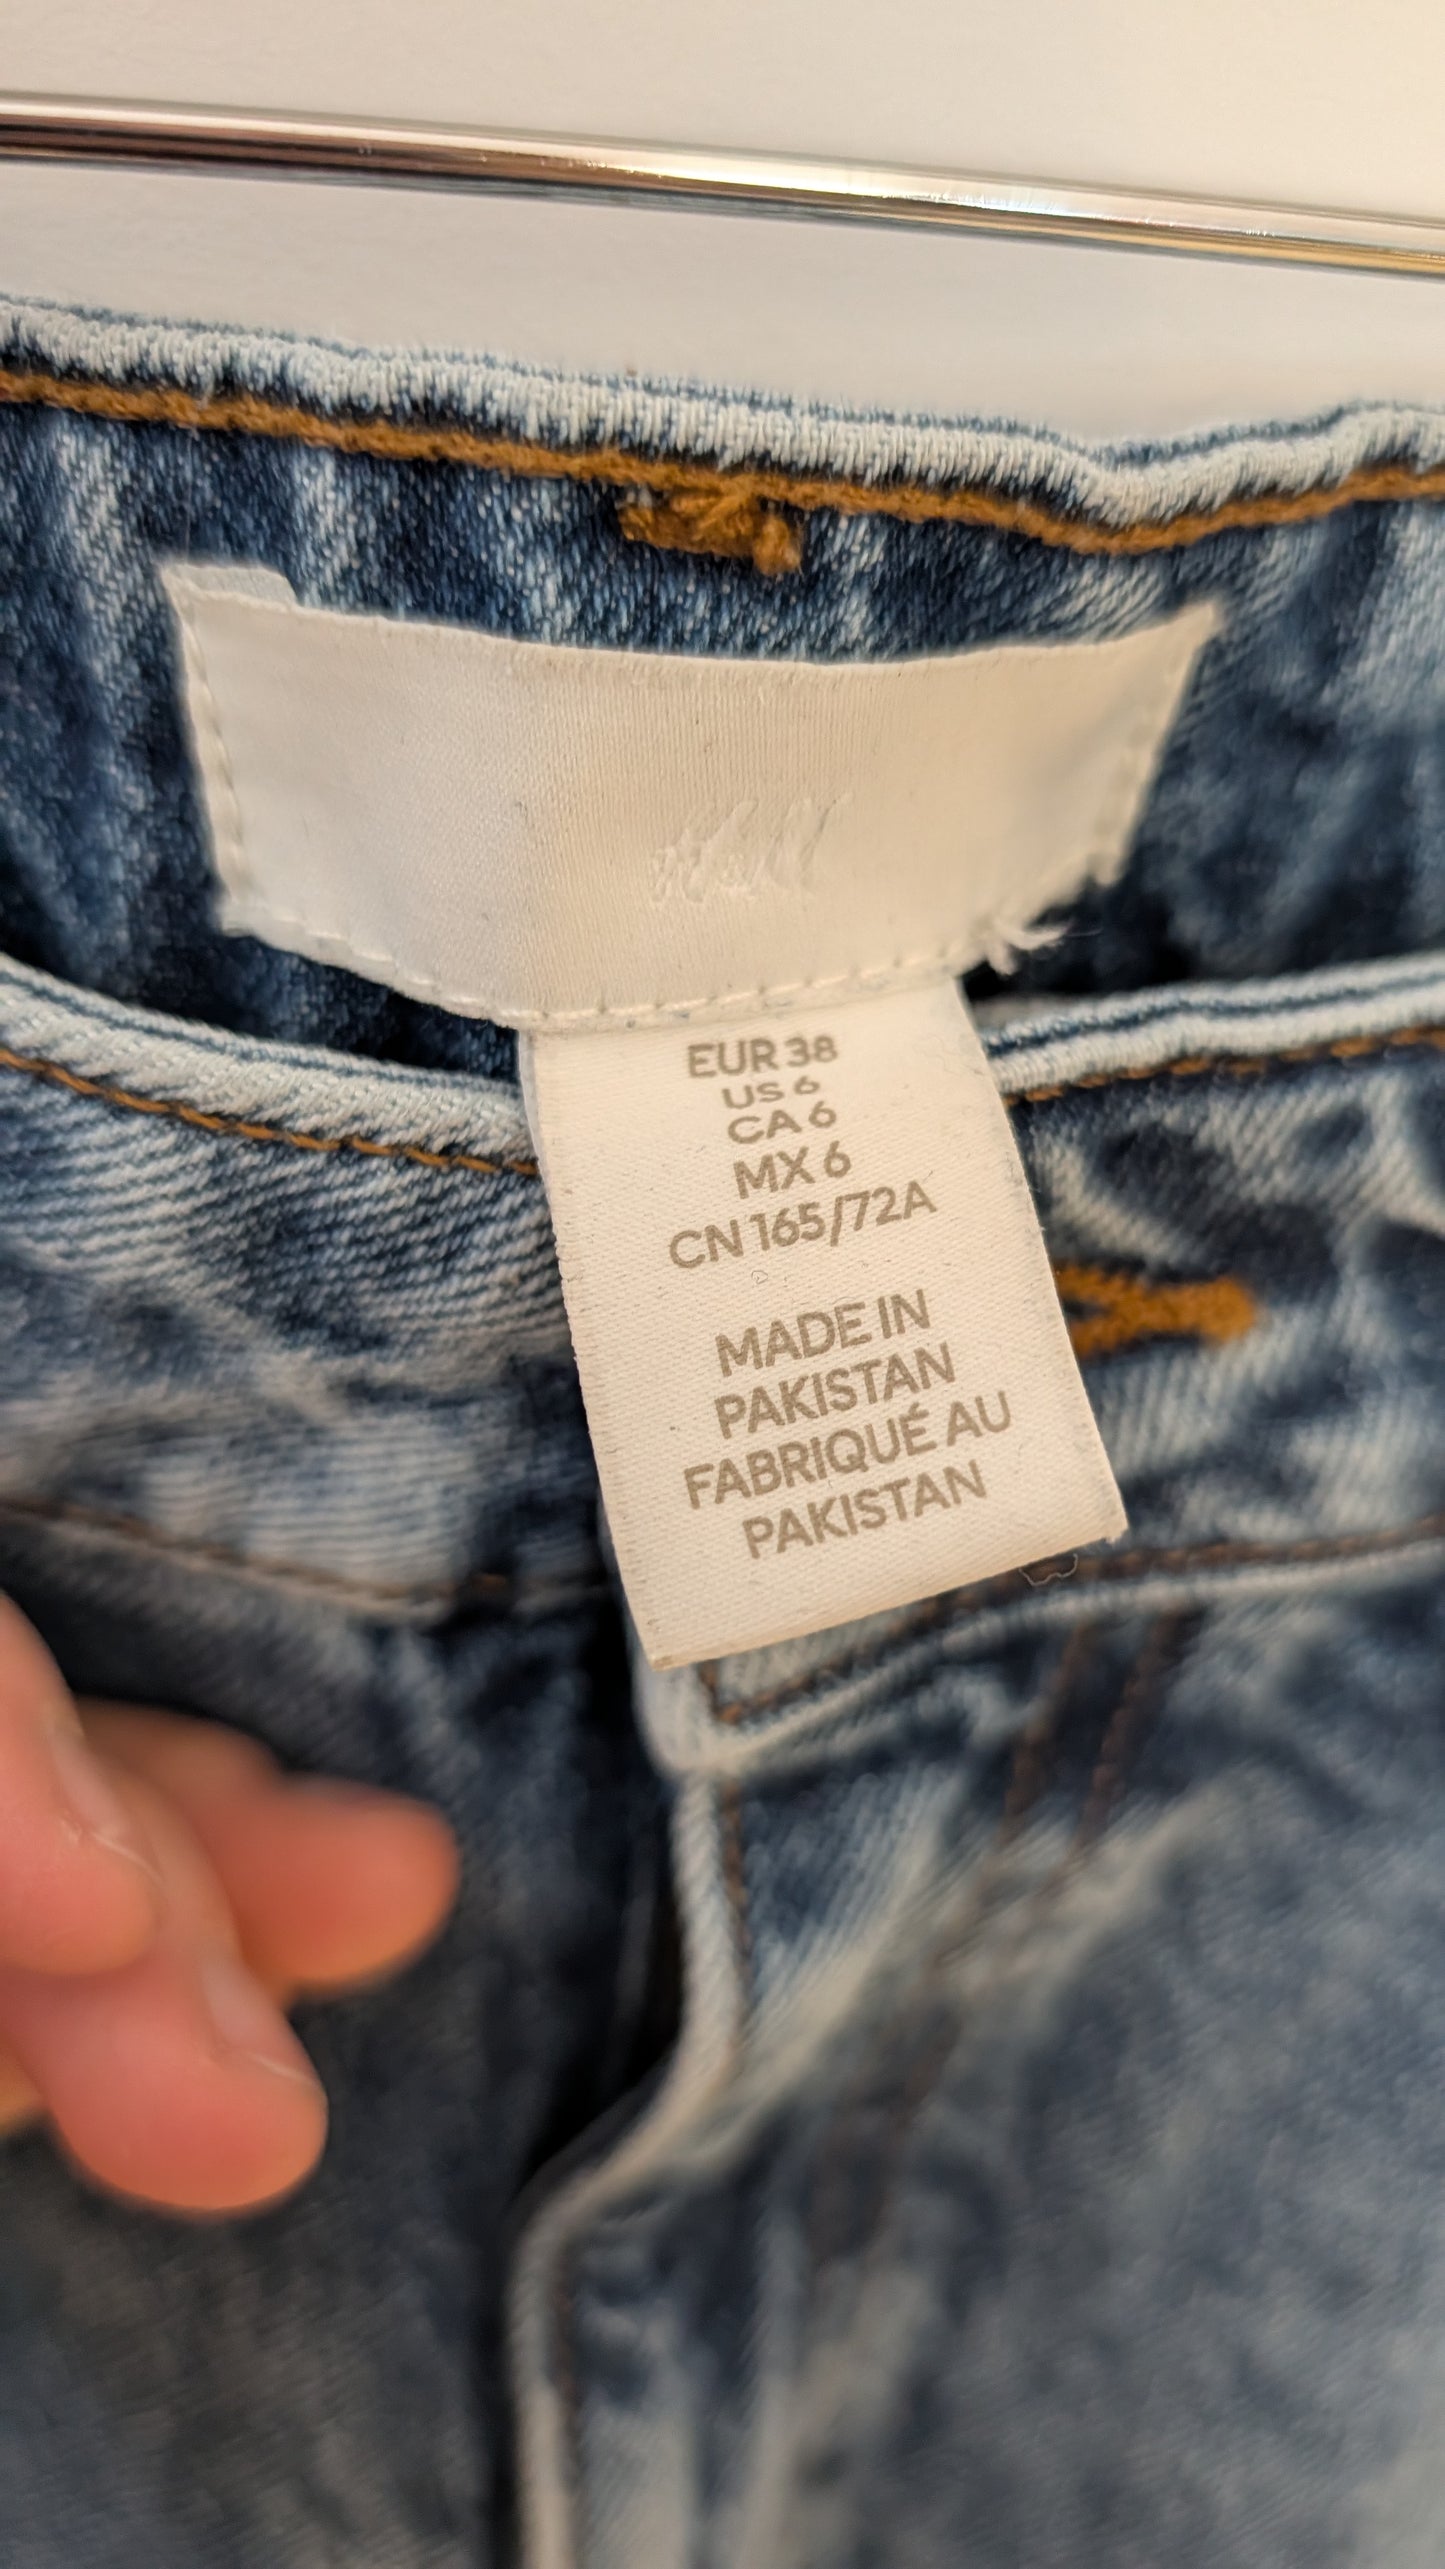 H&M
EUR 38
US 6
CA 6
MX 6
CN 165/72A
MADE IN
PAKISTAN
FABRIQUÉ AU
PAKISTAN